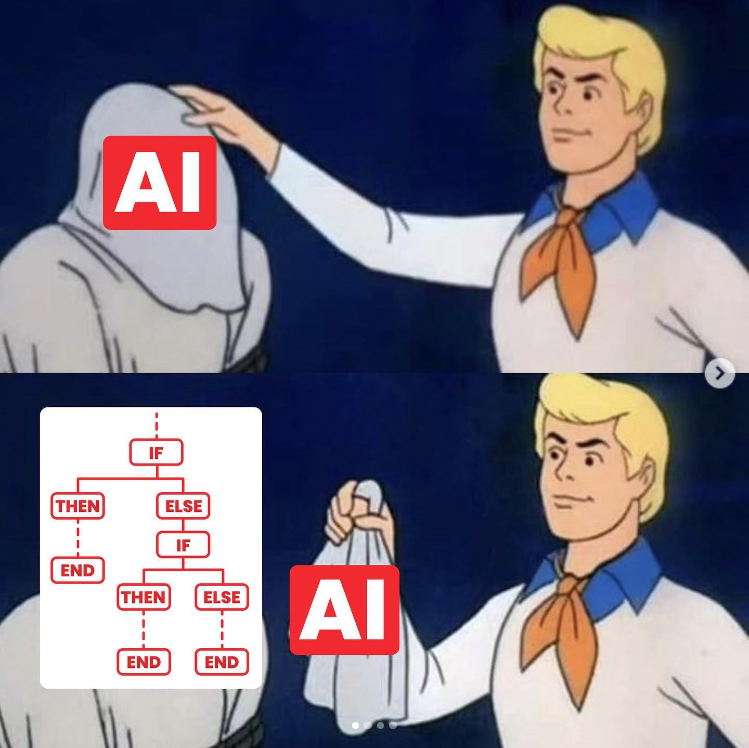 AI
IF
THEN ELSE
IF
END
THEN ELSE
END END
AI